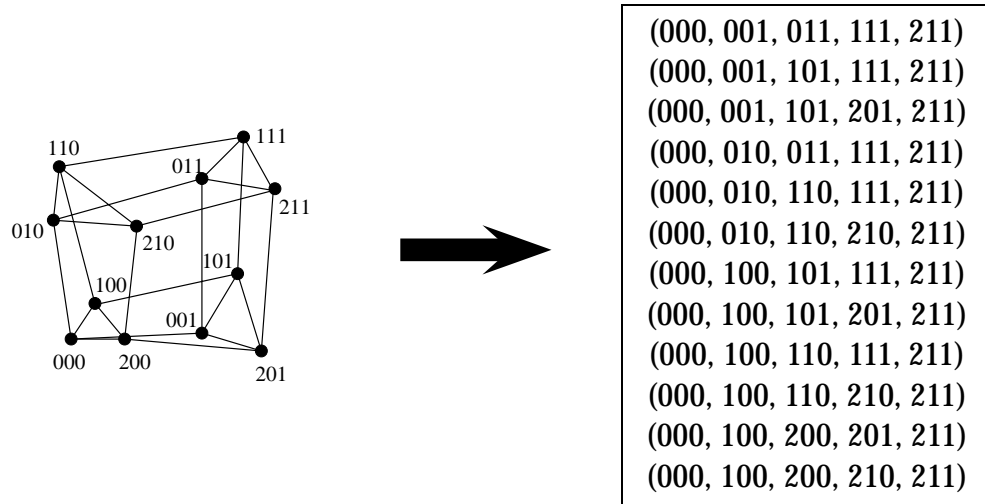 110
111
011
010
210
211
100
101
001
000
200
201
(000, 001, 011, 111, 211)
(000, 001, 101, 111, 211)
(000, 001, 101, 201, 211)
(000, 010, 011, 111, 211)
(000, 010, 110, 111, 211)
(000, 010, 110, 210, 211)
(000, 100, 101, 111, 211)
(000, 100, 101, 201, 211)
(000, 100, 110, 111, 211)
(000, 100, 110, 210, 211)
(000, 100, 200, 201, 211)
(000, 100, 200, 210, 211)